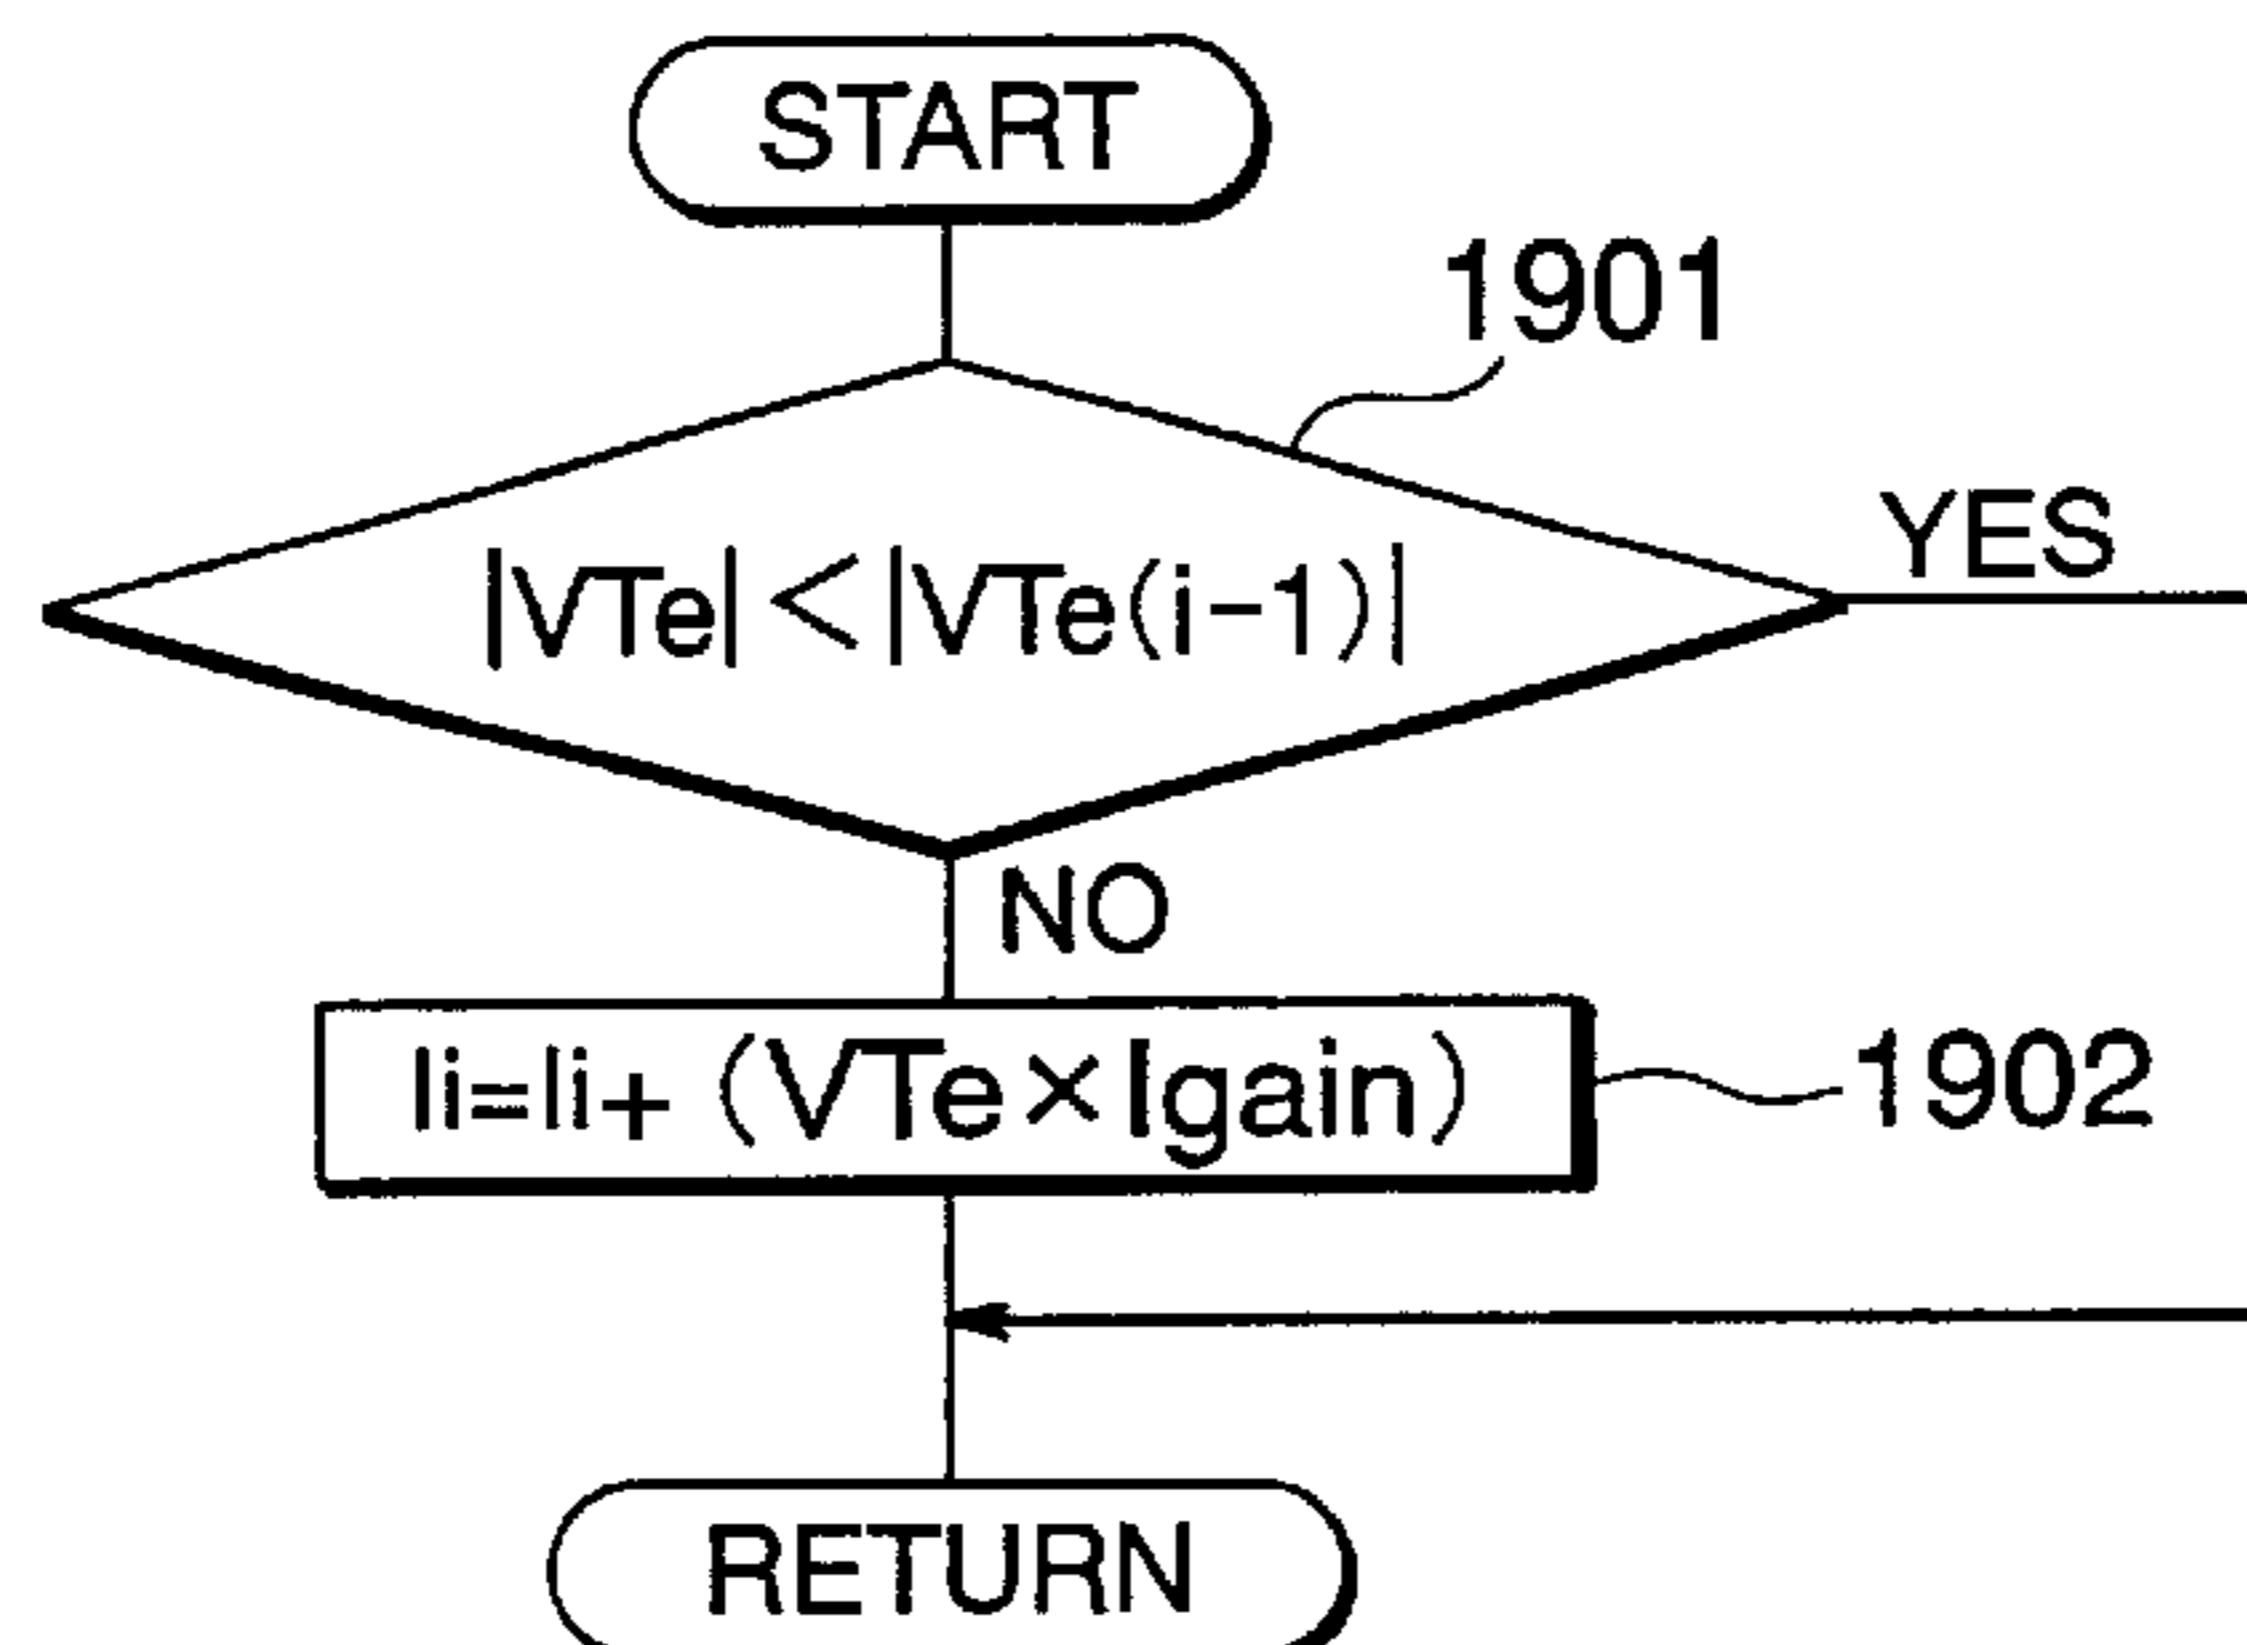 START
1901
|VTe|<|VTe(i-1)|
YES
NO
Ii=Ii+ (VTe×Igain)
1902
RETURN